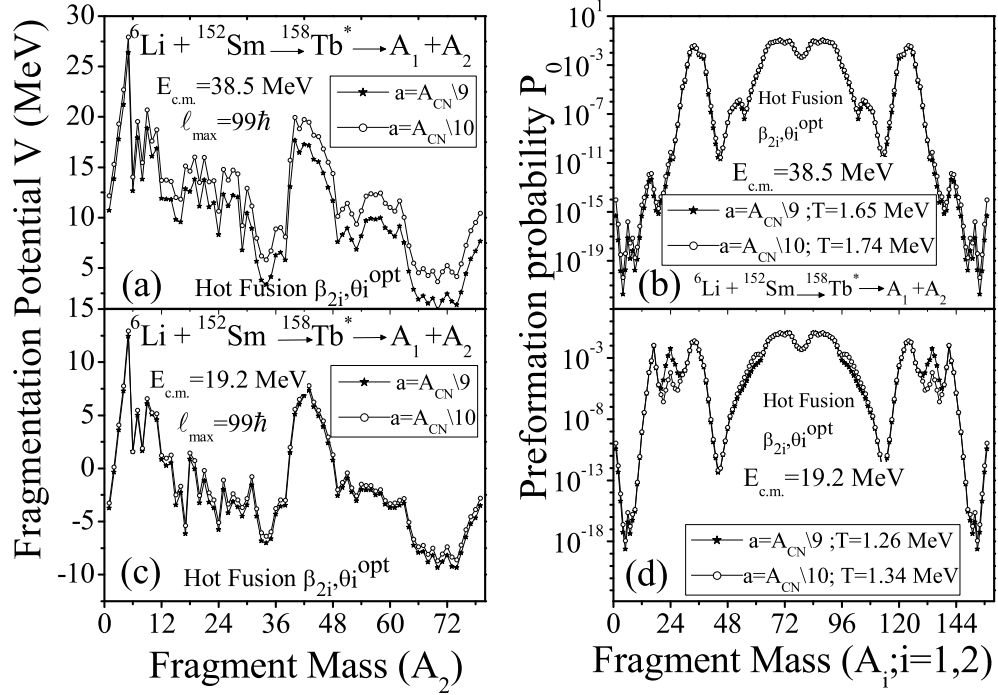 Fragmentation Potential V (MeV)
35
30
25
20
15
10
5
⁶Li + ¹⁵²Sm → ¹⁵⁸Tb* → A₁ +A₂
E_c.m.=38.5 MeV
ℓ_max=99ℏ
a=A_CN\9
a=A_CN\10
(a)
Hot Fusion β₂ᵢ,θᵢ^opt
15
10
5
0
-5
-10
⁶Li + ¹⁵²Sm → ¹⁵⁸Tb* → A₁ +A₂
E_c.m.=19.2 MeV
ℓ_max=99ℏ
a=A_CN\9
a=A_CN\10
(c)
Hot Fusion β₂ᵢ,θᵢ^opt
0 12 24 36 48 60 72
Fragment Mass (A₂)
Preformation probability P₀
10¹
10⁻³
10⁻⁷
10⁻¹¹
10⁻¹⁵
10⁻¹⁹
Hot Fusion
β₂ᵢ,θᵢ^opt
E_c.m.=38.5 MeV
a=A_CN\9 ;T=1.65 MeV
a=A_CN\10; T=1.74 MeV
(b)
⁶Li + ¹⁵²Sm → ¹⁵⁸Tb* → A₁ +A₂
10⁻³
10⁻⁸
10⁻¹³
10⁻¹⁸
Hot Fusion
β₂ᵢ,θᵢ^opt
E_c.m.=19.2 MeV
a=A_CN\9 ;T=1.26 MeV
a=A_CN\10; T=1.34 MeV
(d)
0 24 48 72 96 120 144
Fragment Mass (Aᵢ;i=1,2)